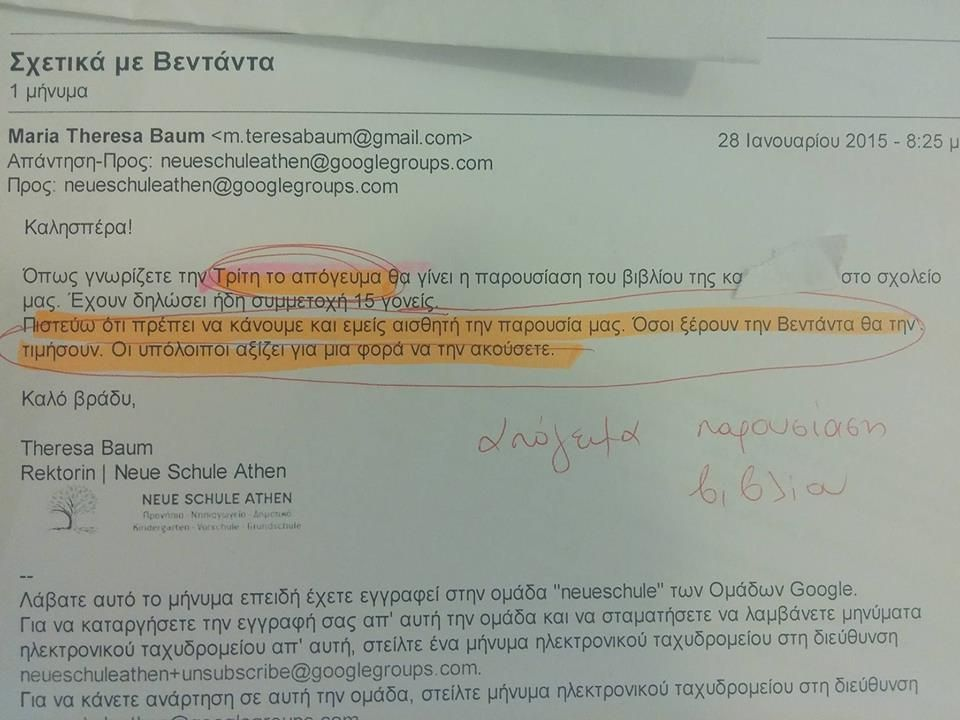 Σχετικά με Βεντάντα
1 μήνυμα
Maria Theresa Baum <m.teresabaum@gmail.com>
28 Ιανουαρίου 2015 - 8:25 μ
Απάντηση-Προς: neueschuleathen@googlegroups.com
Προς: neueschuleathen@googlegroups.com
Καλησπέρα!
Όπως γνωρίζετε την Τρίτη το απόγευμα θα γίνει η παρουσίαση του βιβλίου της κα στο σχολείο
μας. Έχουν δηλώσει ήδη συμμετοχή 15 γονείς.
Πιστεύω ότι πρέπει να κάνουμε και εμείς αισθητή την παρουσία μας. Όσοι ξέρουν την Βεντάντα θα την
τιμήσουν. Οι υπόλοιποι αξίζει για μια φορά να την ακούσετε.
Καλό βράδυ,
απόγευμα παρουσίαση
βιβλίου
Theresa Baum
Rektorin | Neue Schule Athen
NEUE SCHULE ATHEN
Προνήπιο - Νηπιαγωγείο - Δημοτικό
Kindergarten - Vorschule - Grundschule
--
Λάβατε αυτό το μήνυμα επειδή έχετε εγγραφεί στην ομάδα "neueschule" των Ομάδων Google.
Για να καταργήσετε την εγγραφή σας απ' αυτή την ομάδα και να σταματήσετε να λαμβάνετε μηνύματα
ηλεκτρονικού ταχυδρομείου απ' αυτή, στείλτε ένα μήνυμα ηλεκτρονικού ταχυδρομείου στη διεύθυνση
neueschuleathen+unsubscribe@googlegroups.com.
Για να κάνετε ανάρτηση σε αυτή την ομάδα, στείλτε μήνυμα ηλεκτρονικού ταχυδρομείου στη διεύθυνση